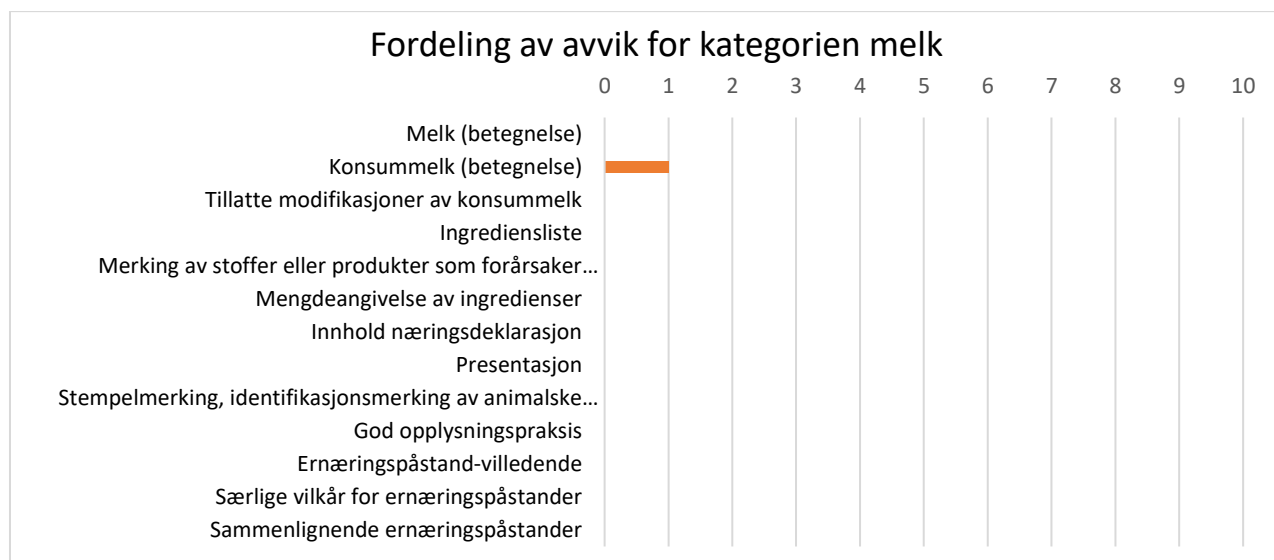 Fordeling av avvik for kategorien melk
0 1 2 3 4 5 6 7 8 9 10
Melk (betegnelse)
Konsummelk (betegnelse)
Tillatte modifikasjoner av konsummelk
Ingrediensliste
Merking av stoffer eller produkter som forårsaker…
Mengdeangivelse av ingredienser
Innhold næringsdeklarasjon
Presentasjon
Stempelmerking, identifikasjonsmerking av animalske…
God opplysningspraksis
Ernæringspåstand-villedende
Særlige vilkår for ernæringspåstander
Sammenlignende ernæringspåstander